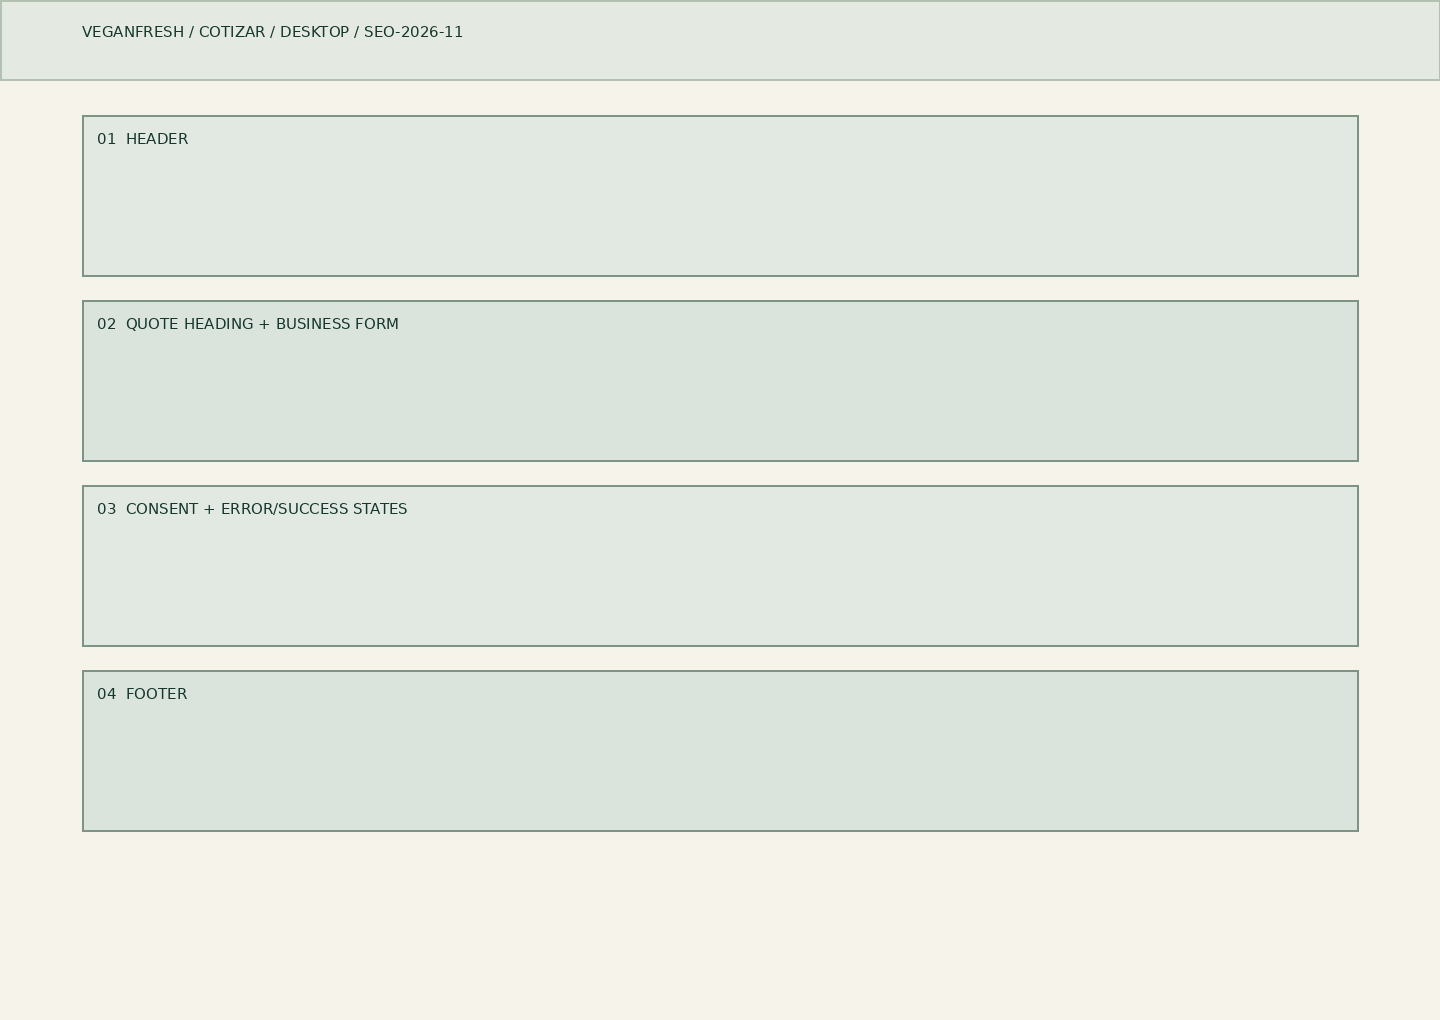 VEGANFRESH / COTIZAR / DESKTOP / SEO-2026-11
01 HEADER
02 QUOTE HEADING + BUSINESS FORM
03 CONSENT + ERROR/SUCCESS STATES
04 FOOTER